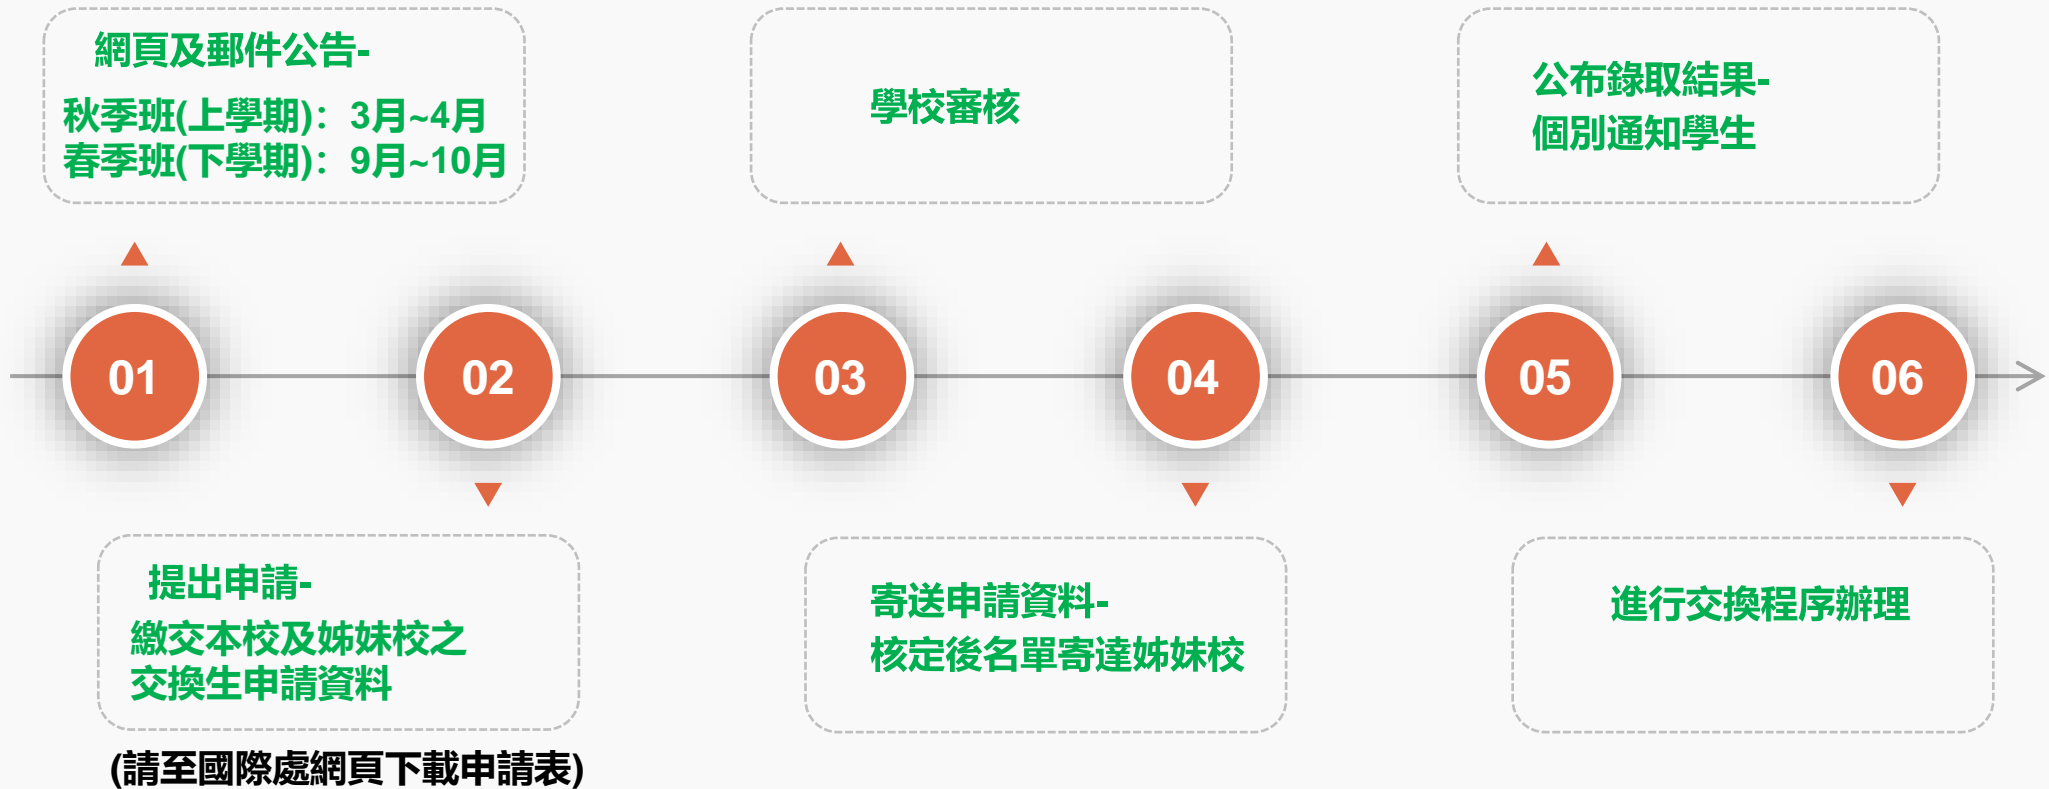 網頁及郵件公告-
秋季班(上學期)：3月~4月
春季班(下學期)：9月~10月
學校審核
公布錄取結果-
個別通知學生
01
02
03
04
05
06
提出申請-
繳交本校及姊妹校之
交換生申請資料
(請至國際處網頁下載申請表)
寄送申請資料-
核定後名單寄達姊妹校
進行交換程序辦理